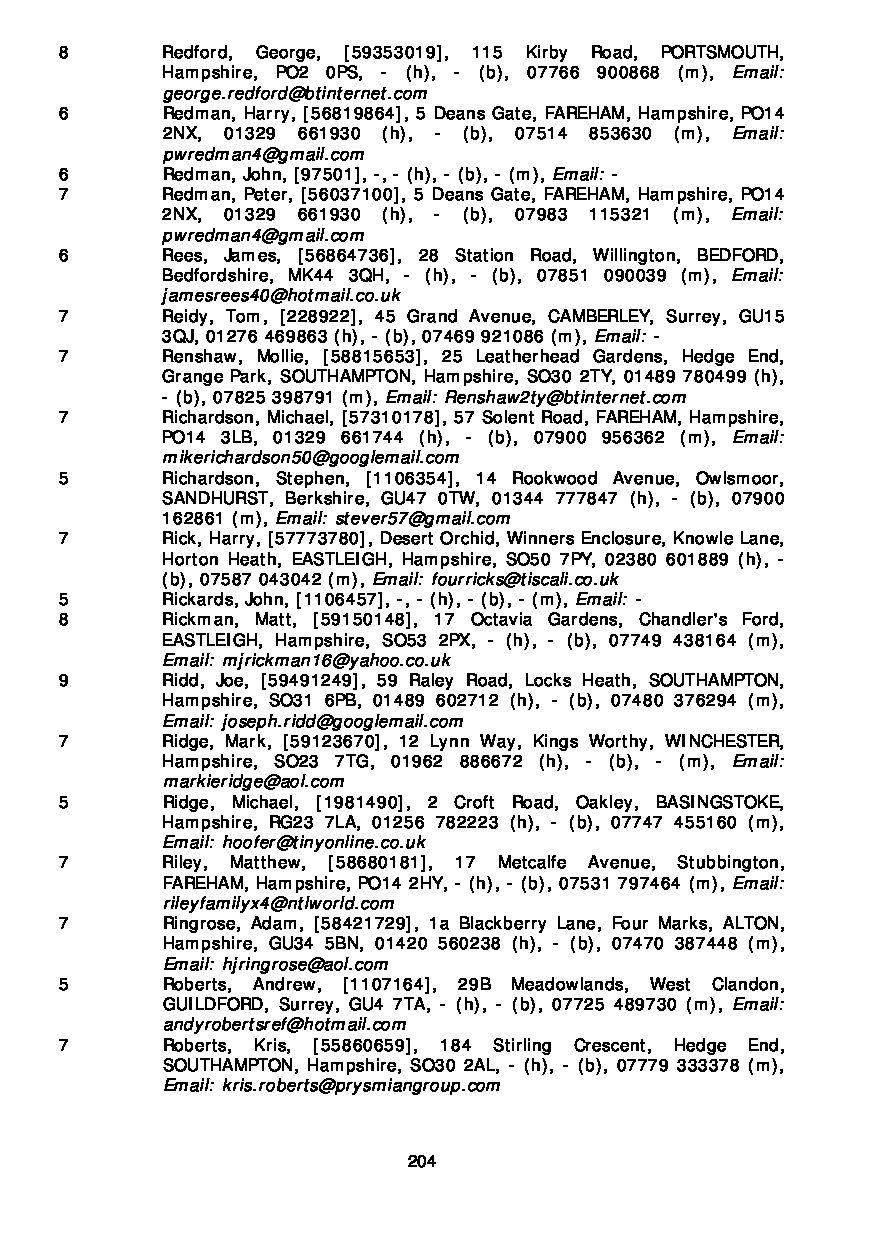 8 Redford, George, [59353019], 115 Kirby Road, PORTSMOUTH,
Hampshire, PO2 0PS, - (h), - (b), 07766 900868 (m), Email:
george.redford@btinternet.com
6 Redman, Harry, [56819864], 5 Deans Gate, FAREHAM, Hampshire, PO14
2NX, 01329 661930 (h), - (b), 07514 853630 (m), Email:
pwredman4@gmail.com
6 Redman, John, [97501], -, - (h), - (b), - (m), Email: -
7 Redman, Peter, [56037100], 5 Deans Gate, FAREHAM, Hampshire, PO14
2NX, 01329 661930 (h), - (b), 07983 115321 (m), Email:
pwredman4@gmail.com
6 Rees, James, [56864736], 28 Station Road, Willington, BEDFORD,
Bedfordshire, MK44 3QH, - (h), - (b), 07851 090039 (m), Email:
jamesrees40@hotmail.co.uk
7 Reidy, Tom, [228922], 45 Grand Avenue, CAMBERLEY, Surrey, GU15
3QJ, 01276 469863 (h), - (b), 07469 921086 (m), Email: -
7 Renshaw, Mollie, [58815653], 25 Leatherhead Gardens, Hedge End,
Grange Park, SOUTHAMPTON, Hampshire, SO30 2TY, 01489 780499 (h),
- (b), 07825 398791 (m), Email: Renshaw2ty@btinternet.com
7 Richardson, Michael, [57310178], 57 Solent Road, FAREHAM, Hampshire,
PO14 3LB, 01329 661744 (h), - (b), 07900 956362 (m), Email:
mikerichardson50@googlemail.com
5 Richardson, Stephen, [1106354], 14 Rookwood Avenue, Owlsmoor,
SANDHURST, Berkshire, GU47 0TW, 01344 777847 (h), - (b), 07900
162861 (m), Email: stever57@gmail.com
7 Rick, Harry, [57773780], Desert Orchid, Winners Enclosure, Knowle Lane,
Horton Heath, EASTLEIGH, Hampshire, SO50 7PY, 02380 601889 (h), -
(b), 07587 043042 (m), Email: fourricks@tiscali.co.uk
5 Rickards, John, [1106457], -, - (h), - (b), - (m), Email: -
8 Rickman, Matt, [59150148], 17 Octavia Gardens, Chandler's Ford,
EASTLEIGH, Hampshire, SO53 2PX, - (h), - (b), 07749 438164 (m),
Email: mjrickman16@yahoo.co.uk
9 Ridd, Joe, [59491249], 59 Raley Road, Locks Heath, SOUTHAMPTON,
Hampshire, SO31 6PB, 01489 602712 (h), - (b), 07480 376294 (m),
Email: joseph.ridd@googlemail.com
7 Ridge, Mark, [59123670], 12 Lynn Way, Kings Worthy, WINCHESTER,
Hampshire, SO23 7TG, 01962 886672 (h), - (b), - (m), Email:
markieridge@aol.com
5 Ridge, Michael, [1981490], 2 Croft Road, Oakley, BASINGSTOKE,
Hampshire, RG23 7LA, 01256 782223 (h), - (b), 07747 455160 (m),
Email: hoofer@tinyonline.co.uk
7 Riley, Matthew, [58680181], 17 Metcalfe Avenue, Stubbington,
FAREHAM, Hampshire, PO14 2HY, - (h), - (b), 07531 797464 (m), Email:
rileyfamilyx4@ntlworld.com
7 Ringrose, Adam, [58421729], 1a Blackberry Lane, Four Marks, ALTON,
Hampshire, GU34 5BN, 01420 560238 (h), - (b), 07470 387448 (m),
Email: hjringrose@aol.com
5 Roberts, Andrew, [1107164], 29B Meadowlands, West Clandon,
GUILDFORD, Surrey, GU4 7TA, - (h), - (b), 07725 489730 (m), Email:
andyrobertsref@hotmail.com
7 Roberts, Kris, [55860659], 184 Stirling Crescent, Hedge End,
SOUTHAMPTON, Hampshire, SO30 2AL, - (h), - (b), 07779 333378 (m),
Email: kris.roberts@prysmiangroup.com
204